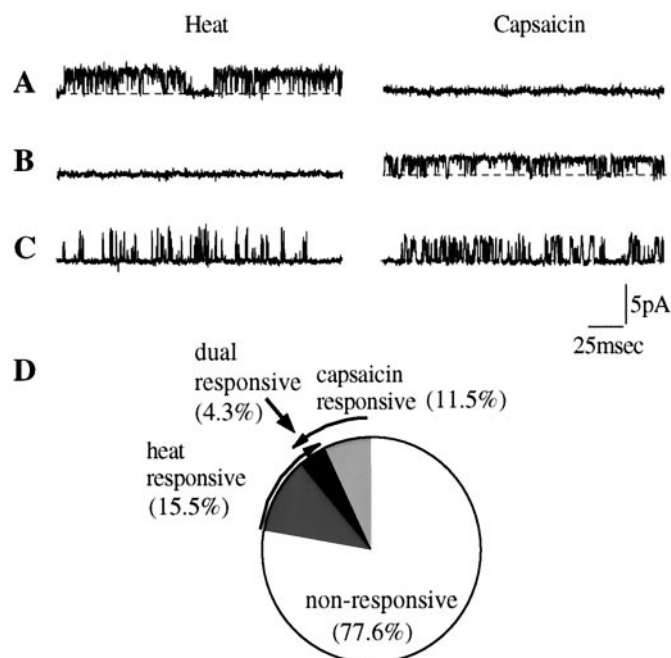 Heat
Capsaicin
A
B
C
5pA
25msec
D
dual
responsive
(4.3%)
capsaicin
responsive (11.5%)
heat
responsive
(15.5%)
non-responsive
(77.6%)